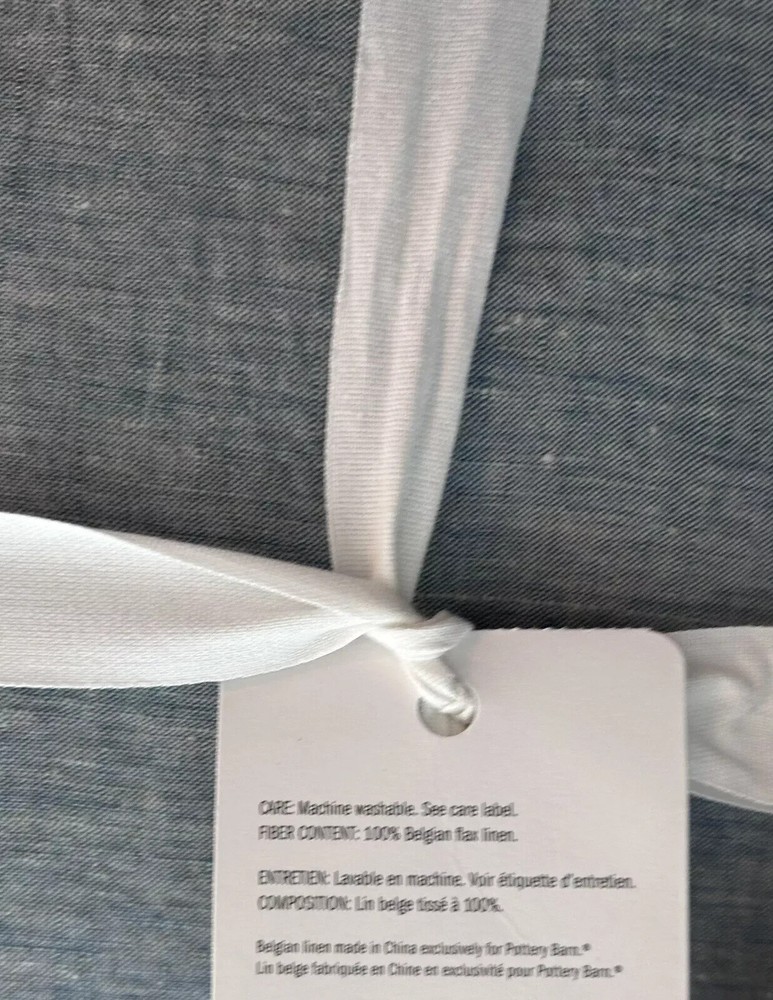 CARE: Machine washable. See care label.
FIBER CONTENT: 100% Belgian flax linen.
ENTRETIEN: Lavable en machine. Voir étiquette d'entretien.
COMPOSITION: Lin belge tissé à 100%.
Belgian linen made in China exclusively for Pottery Barn.®
Lin belge fabriquée en Chine en exclusivité pour Pottery Barn.®